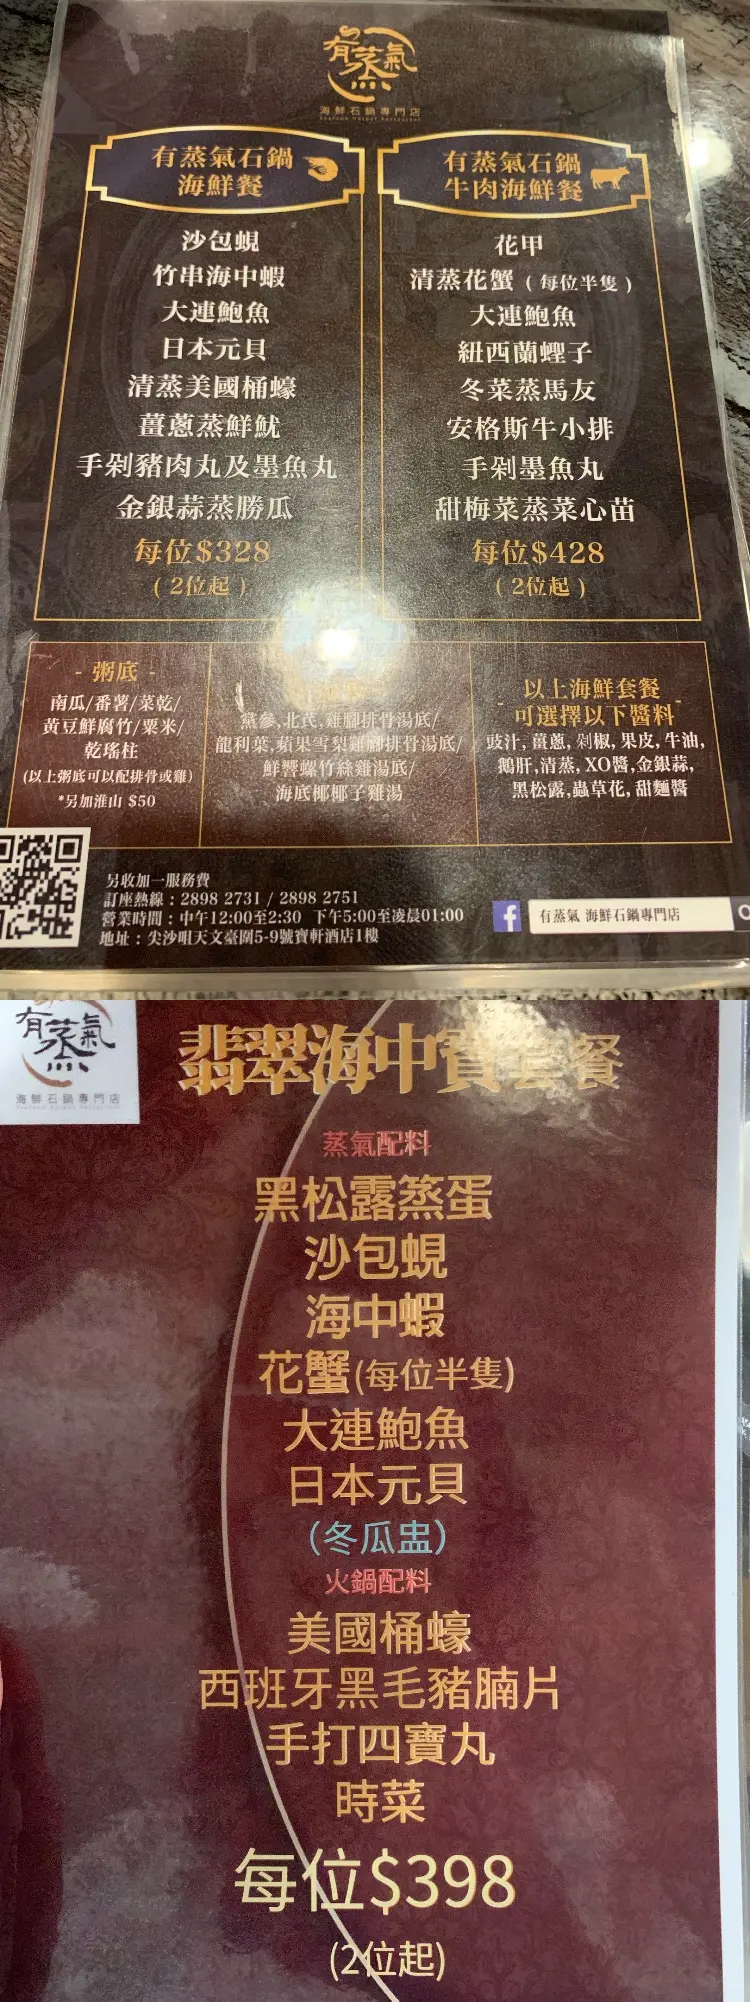 有蒸氣
海鮮石鍋專門店
有蒸氣石鍋
海鮮餐
沙包蜆
竹串海中蝦
大連鮑魚
日本元貝
清蒸美國桶蠔
薑蔥蒸鮮魷
手剁豬肉丸及墨魚丸
金銀蒜蒸勝瓜
每位$328
(2位起)
有蒸氣石鍋
牛肉海鮮餐
花甲
清蒸花蟹 (每位半隻)
大連鮑魚
紐西蘭蟶子
冬菜蒸馬友
安格斯牛小排
手剁墨魚丸
甜梅菜蒸菜心苗
每位$428
(2位起)
- 粥底 -
南瓜/番薯/菜乾/
黃豆鮮腐竹/粟米/
乾瑤柱
(以上粥底可以配排骨或雞)
*另加淮山 $50
黨參,北芪,雞腳排骨湯底/
龍利葉,蘋果雪梨雞腳排骨湯底/
鮮響螺竹絲雞湯底/
海底椰椰子雞湯
- 以上海鮮套餐 -
可選擇以下醬料
豉汁,薑蔥,剁椒,果皮,牛油,
鵝肝,清蒸,XO醬,金銀蒜,
黑松露,蟲草花,甜麵醬
另收加一服務費
訂座熱線：2898 2731 / 2898 2751
營業時間：中午12:00至2:30 下午5:00至凌晨01:00
地址：尖沙咀天文臺圍5-9號寶軒酒店1樓
有蒸氣 海鮮石鍋專門店
有蒸氣
海鮮石鍋專門店
翡翠海中寶套餐
蒸氣配料
黑松露蒸蛋
沙包蜆
海中蝦
花蟹(每位半隻)
大連鮑魚
日本元貝
(冬瓜盅)
火鍋配料
美國桶蠔
西班牙黑毛豬腩片
手打四寶丸
時菜
每位$398
(2位起)